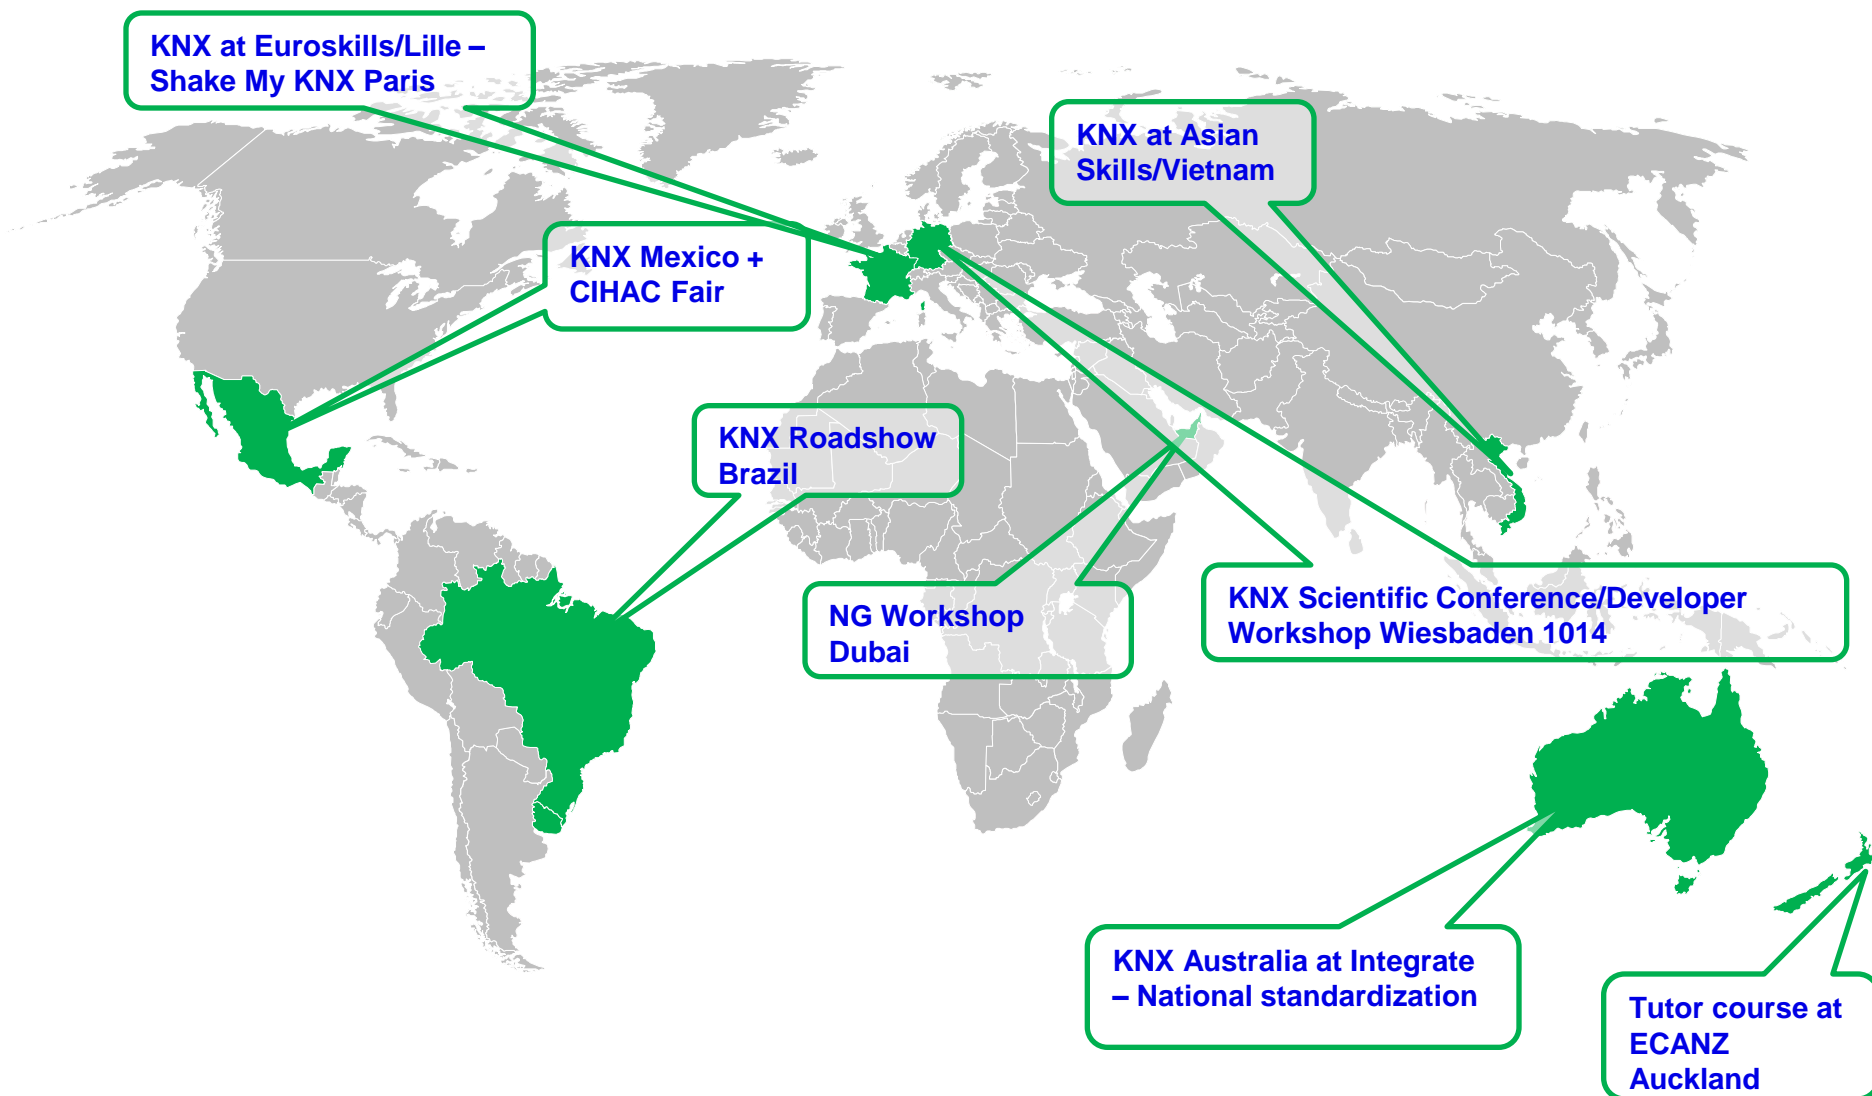 KNX at Euroskills/Lille –
Shake My KNX Paris
KNX at Asian
Skills/Vietnam
KNX Mexico +
CIHAC Fair
KNX Roadshow
Brazil
NG Workshop
Dubai
KNX Scientific Conference/Developer
Workshop Wiesbaden 1014
KNX Australia at Integrate
– National standardization
Tutor course at
ECANZ
Auckland